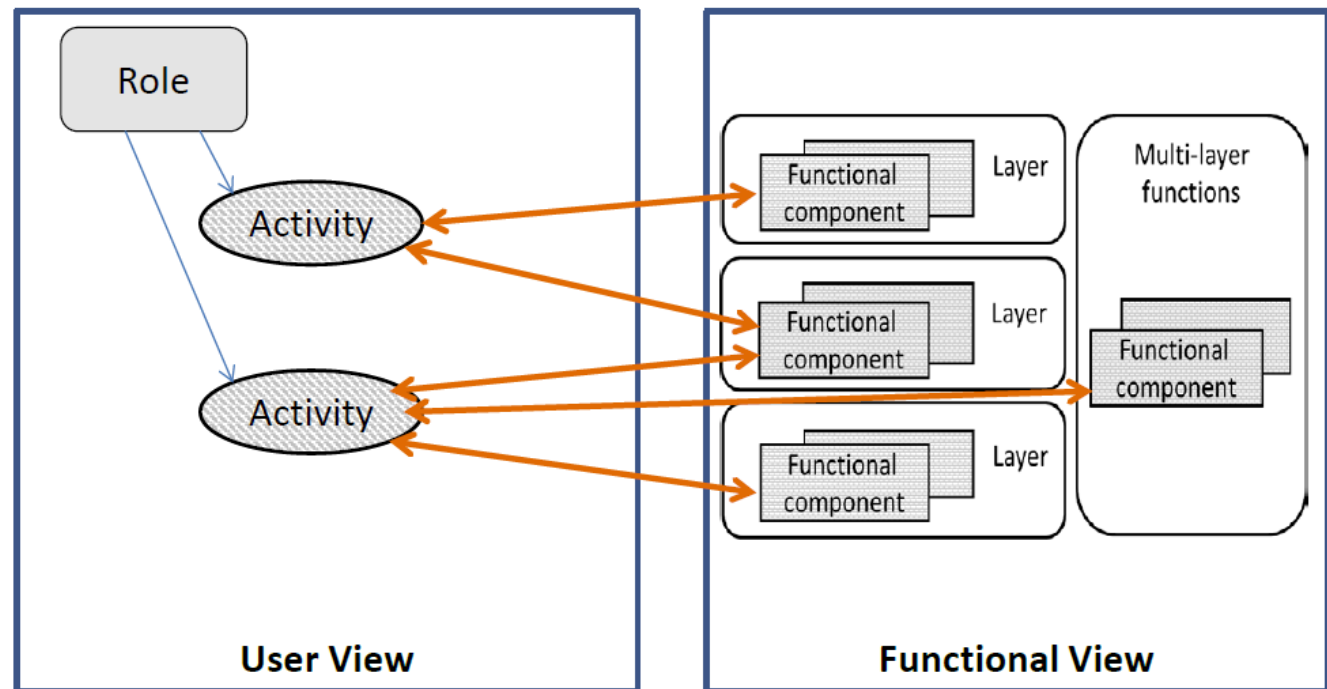 Role
Activity
Activity
User View
Functional
component
Layer
Functional
component
Layer
Functional
component
Layer
Multi-layer
functions
Functional
component
Functional View